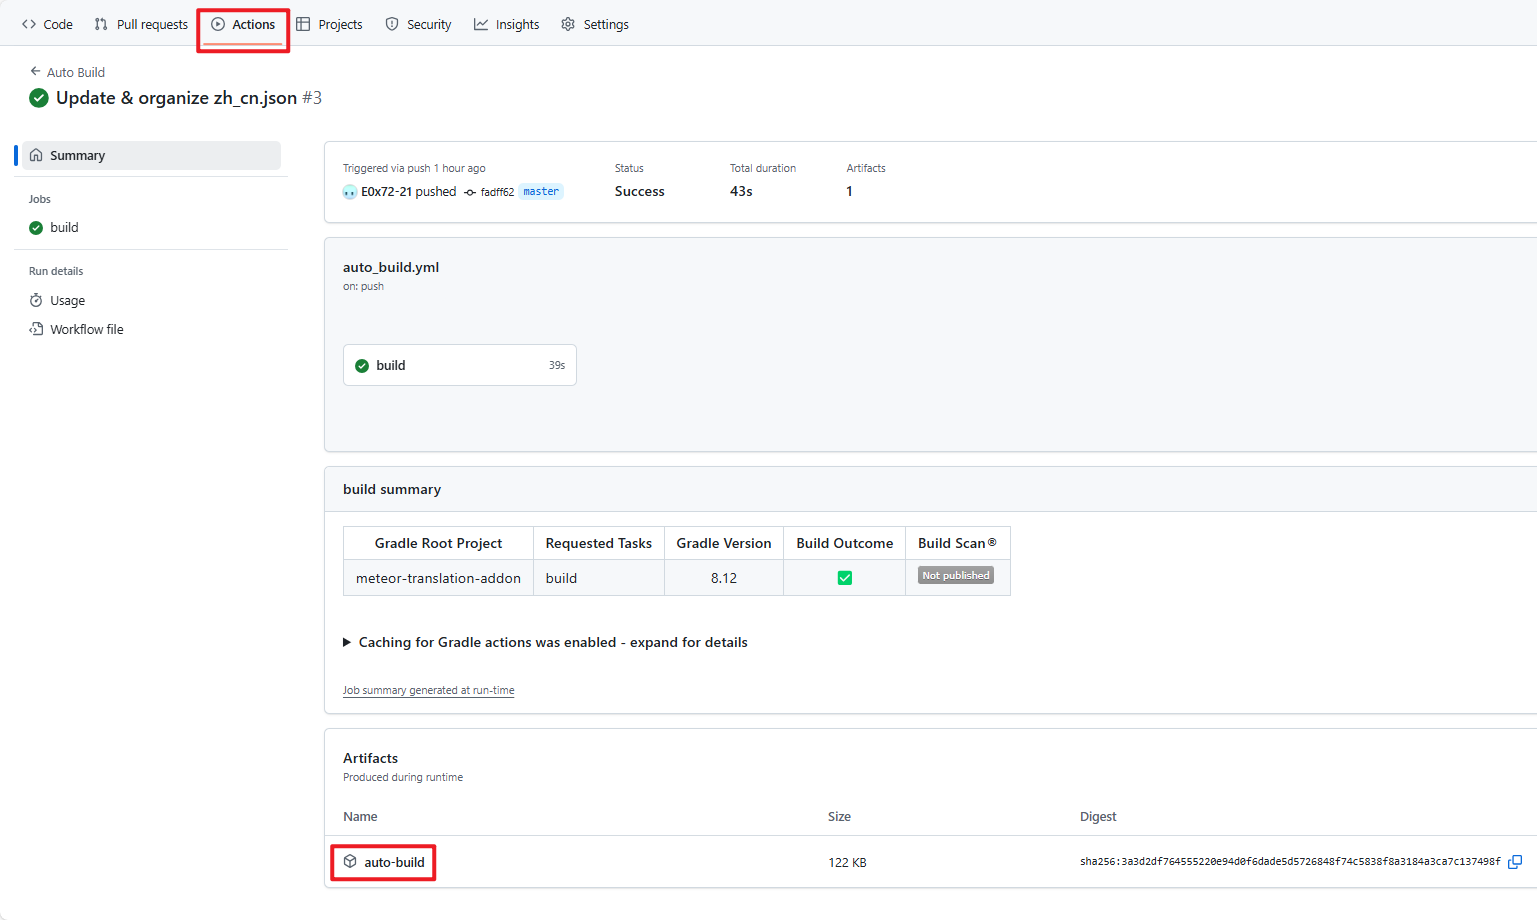 Code Pull requests Actions Projects Security Insights Settings
Auto Build
Update & organize zh_cn.json #3
Summary
Jobs
build
Run details
Usage
Workflow file
Triggered via push 1 hour ago Status Total duration Artifacts
E0x72-21 pushed fadff62 master Success 43s 1
auto_build.yml
on: push
build 39s
build summary
Gradle Root Project Requested Tasks Gradle Version Build Outcome Build Scan®
meteor-translation-addon build 8.12 Not published
Caching for Gradle actions was enabled - expand for details
Job summary generated at run-time
Artifacts
Produced during runtime
Name Size Digest
auto-build 122 KB sha256:3a3d2df764555220e94d0f6dade5d5726848f74c5838f8a3184a3ca7c137498f